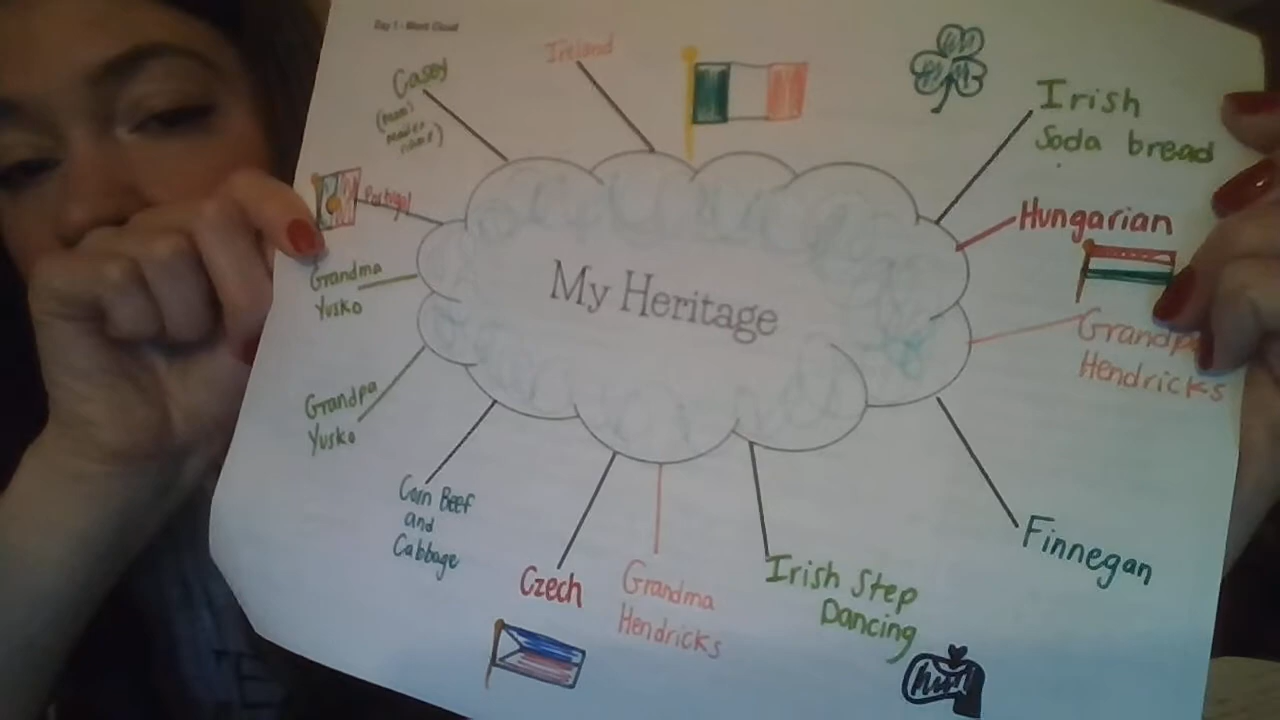 Day 1 - Word Cloud
Casey
(mom's
maiden
name)
Ireland
Irish
Soda bread
Portugal
Hungarian
Grandma
Yusko
My Heritage
Grandpa
Hendricks
Grandpa
Yusko
Corn Beef
and
Cabbage
Czech
Grandma
Hendricks
Irish Step
Dancing
Finnegan